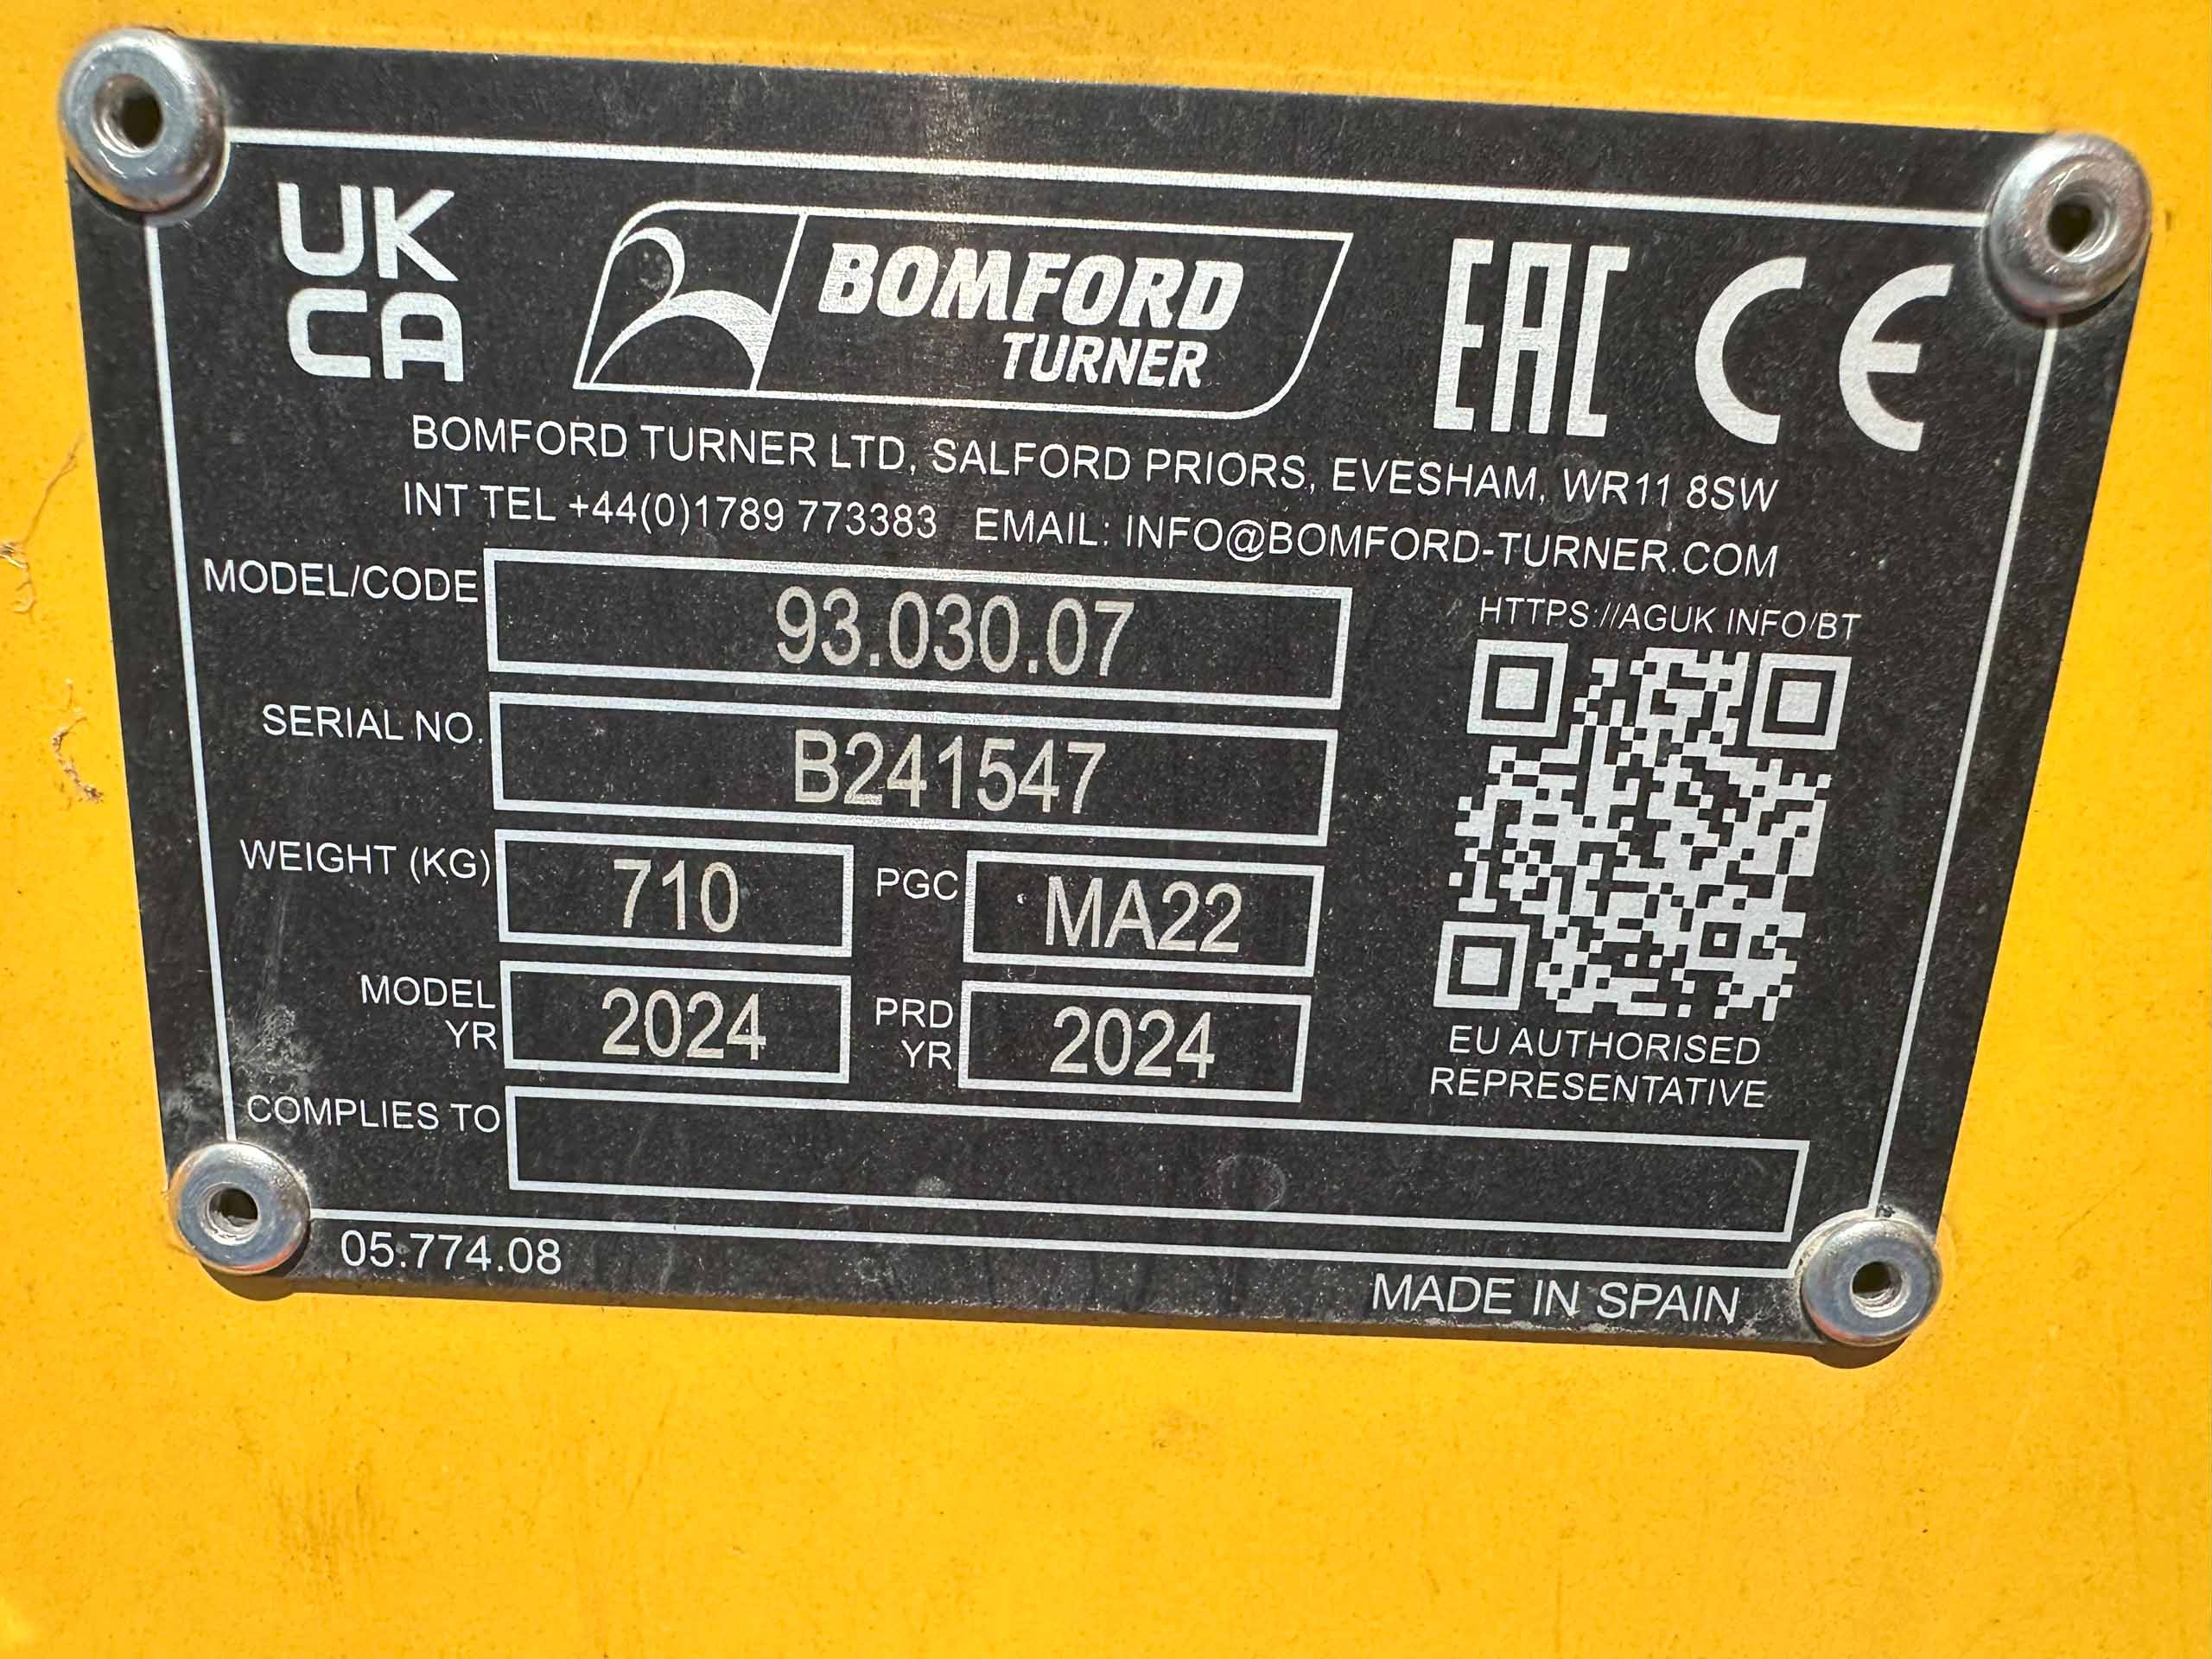 UK
CA
BOMFORD
TURNER
EAC CE
BOMFORD TURNER LTD, SALFORD PRIORS, EVESHAM, WR11 8SW
INT TEL +44(0)1789 773383 EMAIL: INFO@BOMFORD-TURNER.COM
MODEL/CODE 93.030.07
HTTPS://AGUK.INFO/BT
SERIAL NO. B241547
WEIGHT (KG) 710 PGC MA22
MODEL YR 2024 PRD YR 2024
EU AUTHORISED
REPRESENTATIVE
COMPLIES TO
05.774.08
MADE IN SPAIN